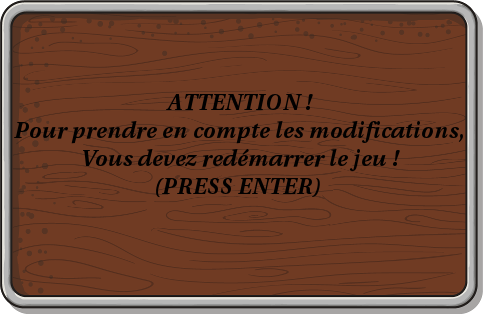 ATTENTION !
Pour prendre en compte les modifications,
Vous devez redémarrer le jeu !
(PRESS ENTER)